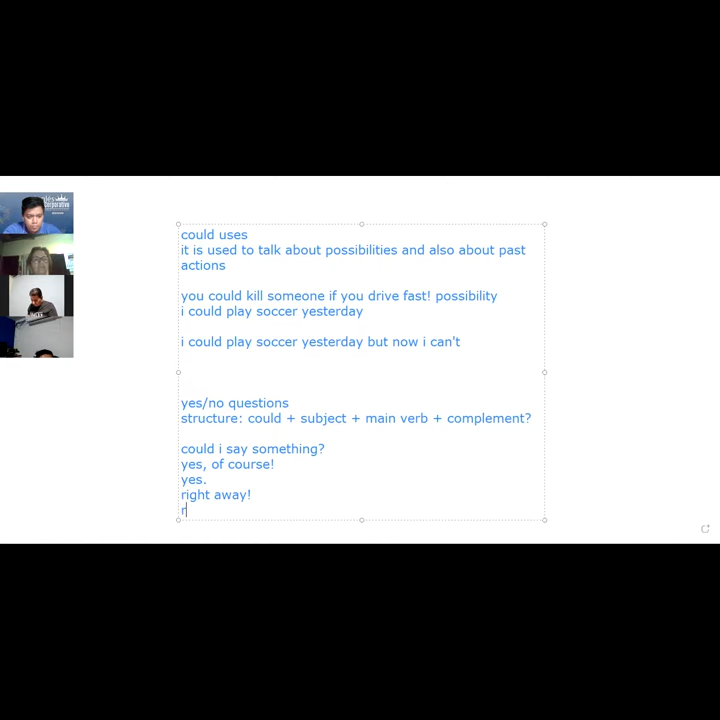 could uses
it is used to talk about possibilities and also about past
actions
you could kill someone if you drive fast! possibility
i could play soccer yesterday
i could play soccer yesterday but now i can't
yes/no questions
structure: could + subject + main verb + complement?
could i say something?
yes, of course!
yes.
right away!
r